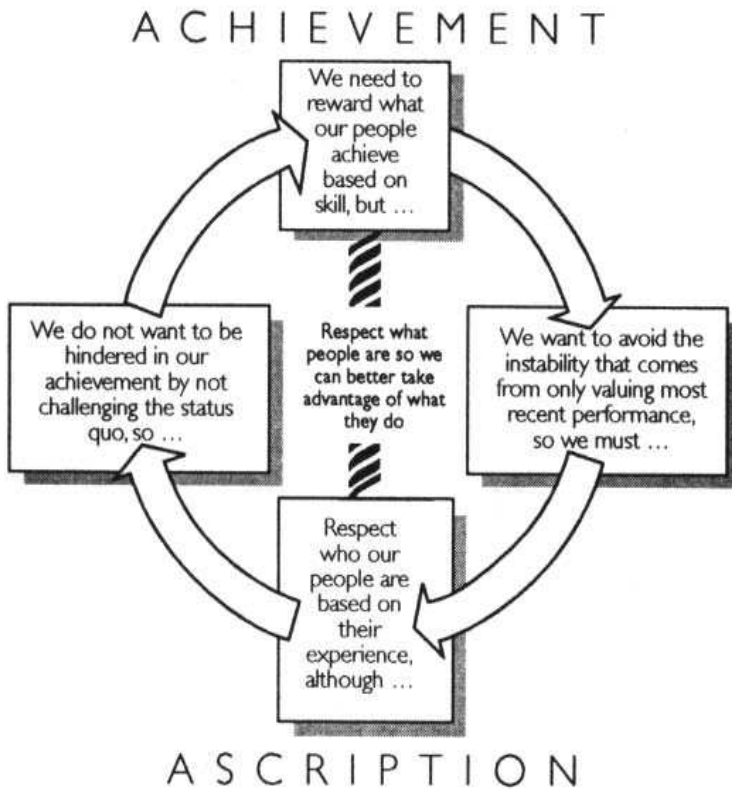 ACHIEVEMENT
We need to
reward what
our people
achieve
based on
skill, but ...
We want to avoid the
instability that comes
from only valuing most
recent performance,
so we must ...
Respect
who our
people are
based on
their
experience,
although ...
We do not want to be
hindered in our
achievement by not
challenging the status
quo, so ...
Respect what
people are so we
can better take
advantage of what
they do
ASCRIPTION